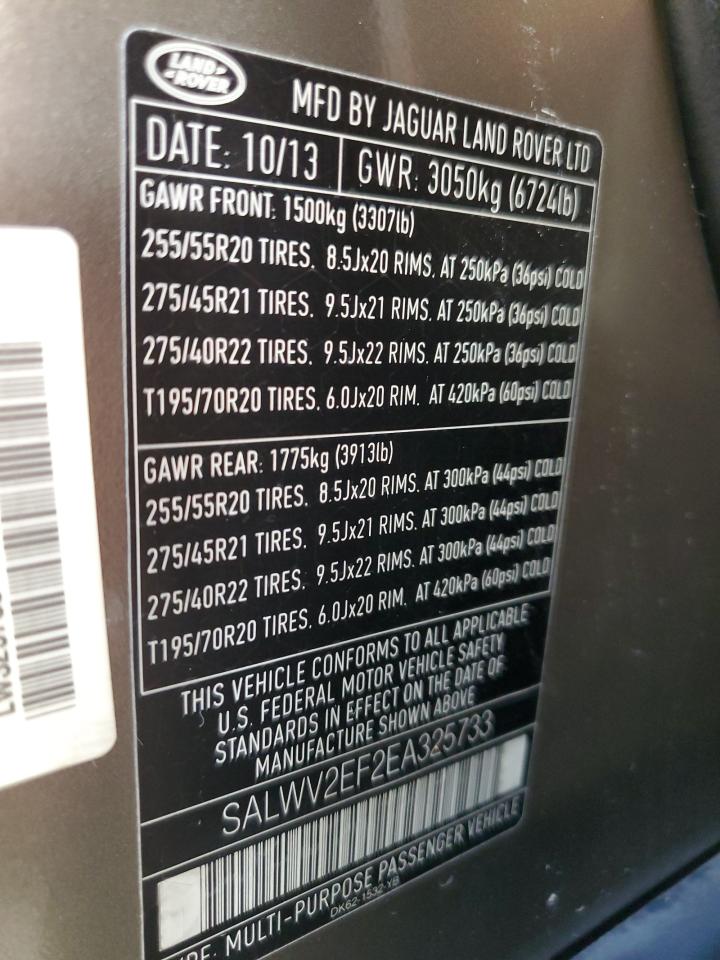 LAND
ROVER
MFD BY JAGUAR LAND ROVER LTD
DATE: 10/13 GWR: 3050kg (6724lb)
GAWR FRONT: 1500kg (3307lb)
255/55R20 TIRES. 8.5Jx20 RIMS. AT 250kPa (36psi) COLD
275/45R21 TIRES. 9.5Jx21 RIMS. AT 250kPa (36psi) COLD
275/40R22 TIRES. 9.5Jx22 RIMS. AT 250kPa (36psi) COLD
T195/70R20 TIRES. 6.0Jx20 RIM. AT 420kPa (60psi) COLD
GAWR REAR: 1775kg (3913lb)
255/55R20 TIRES. 8.5Jx20 RIMS. AT 300kPa (44psi) COLD
275/45R21 TIRES. 9.5Jx21 RIMS. AT 300kPa (44psi) COLD
275/40R22 TIRES. 9.5Jx22 RIMS. AT 300kPa (44psi) COLD
T195/70R20 TIRES. 6.0Jx20 RIM. AT 420kPa (60psi) COLD
THIS VEHICLE CONFORMS TO ALL APPLICABLE
U.S. FEDERAL MOTOR VEHICLE SAFETY
STANDARDS IN EFFECT ON THE DATE OF
MANUFACTURE SHOWN ABOVE
SALWV2EF2EA325733
TYPE: MULTI-PURPOSE PASSENGER VEHICLE
DK62-1532-YB